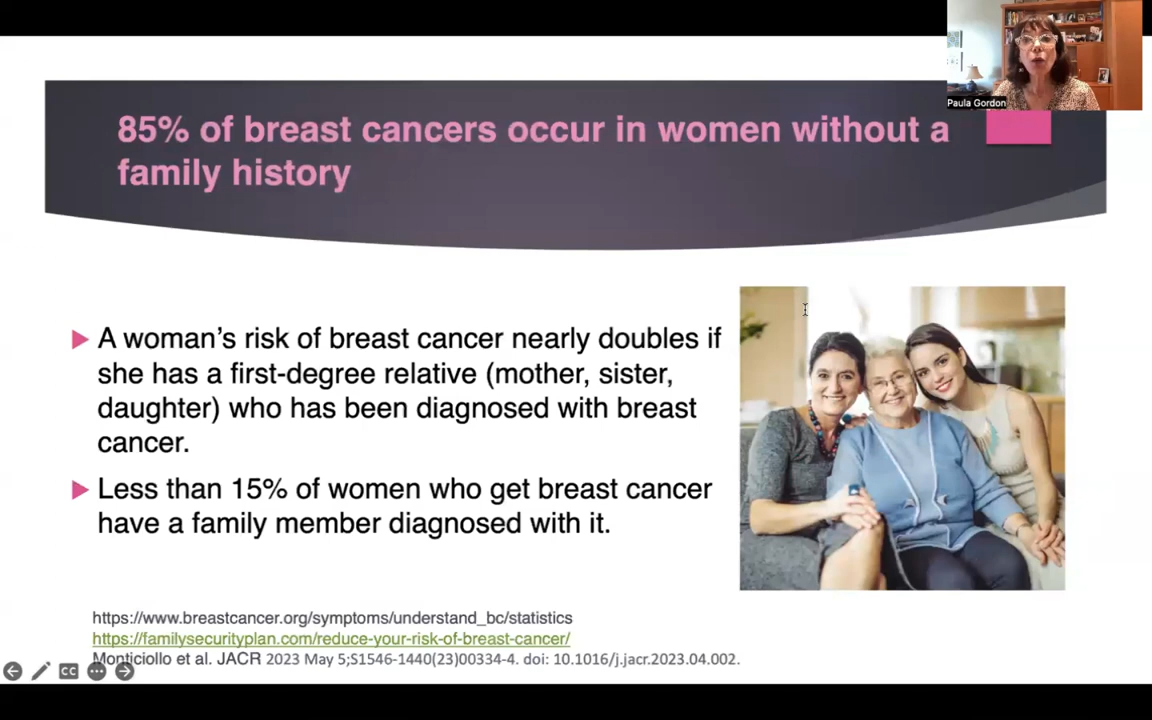 Paula Gordon
85% of breast cancers occur in women without a
family history
A woman's risk of breast cancer nearly doubles if
she has a first-degree relative (mother, sister,
daughter) who has been diagnosed with breast
cancer.
Less than 15% of women who get breast cancer
have a family member diagnosed with it.
https://www.breastcancer.org/symptoms/understand_bc/statistics
https://familysecurityplan.com/reduce-your-risk-of-breast-cancer/
Monticiollo et al. JACR 2023 May 5;S1546-1440(23)00334-4. doi: 10.1016/j.jacr.2023.04.002.
CC